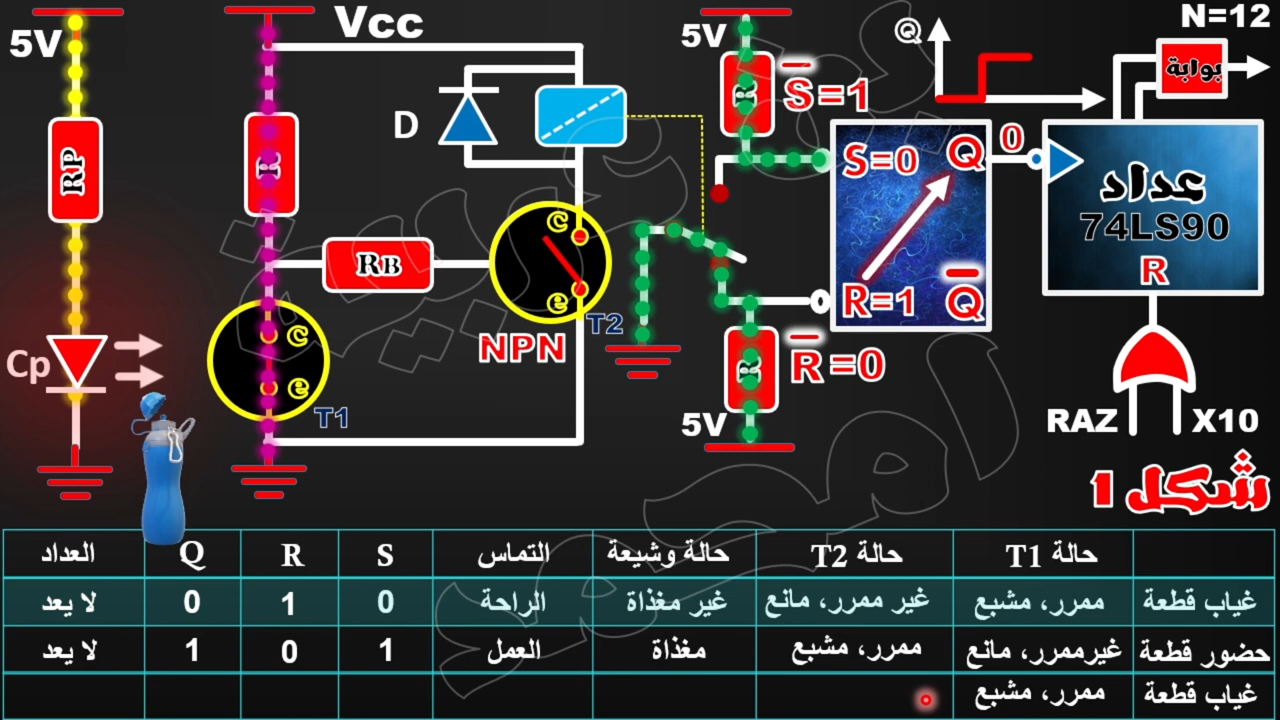 5V
RP
Cp
Vcc
R
D
RB
C
e
T1
C
e
T2
NPN
5V
R
S=1
R
R=0
5V
Q
S=0 Q
R=1 Q
0
N=12
بوابة
عداد
74LS90
R
RAZ X10
شكل 1
حالة T1 حالة T2 حالة وشيعة التماس S R Q العداد
غياب قطعة ممرر، مشبع غير ممرر، مانع غير مغذاة الراحة 0 1 0 لا يعد
حضور قطعة غيرممرر، مانع ممرر، مشبع مغذاة العمل 1 0 1 لا يعد
غياب قطعة ممرر، مشبع